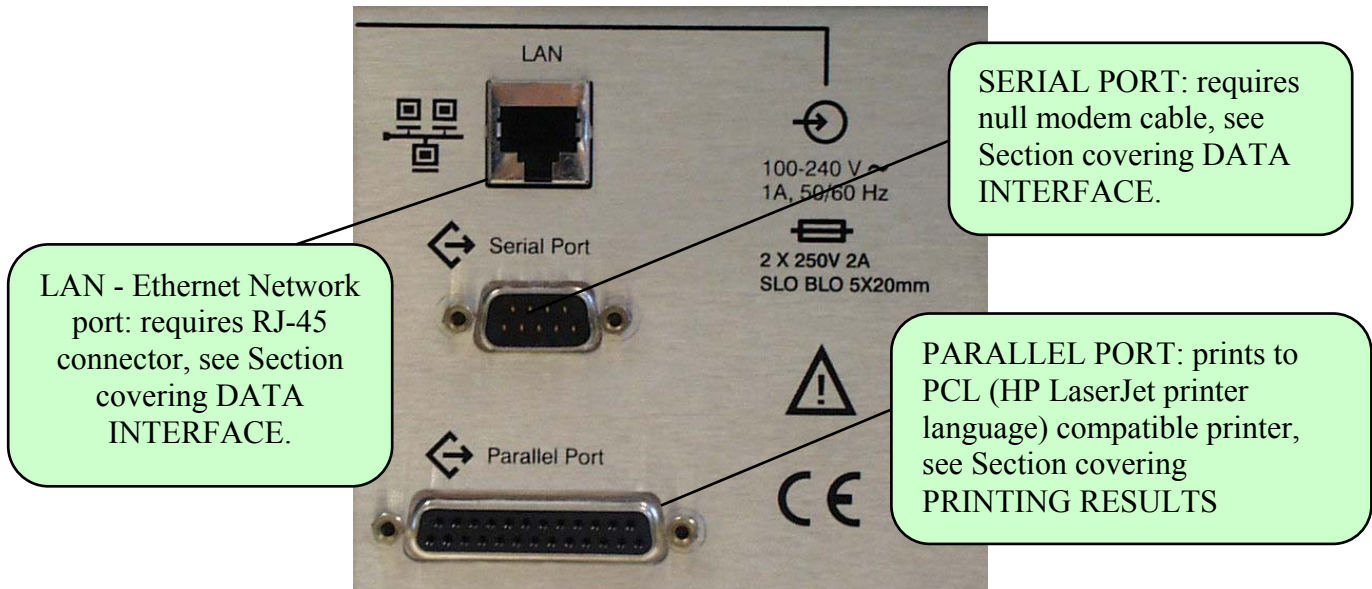 LAN
100-240 V ~
1A, 50/60 Hz
2 X 250V 2A
SLO BLO 5X20mm
Serial Port
Parallel Port
CE
SERIAL PORT: requires
null modem cable, see
Section covering DATA
INTERFACE.
LAN - Ethernet Network
port: requires RJ-45
connector, see Section
covering DATA
INTERFACE.
PARALLEL PORT: prints to
PCL (HP LaserJet printer
language) compatible printer,
see Section covering
PRINTING RESULTS